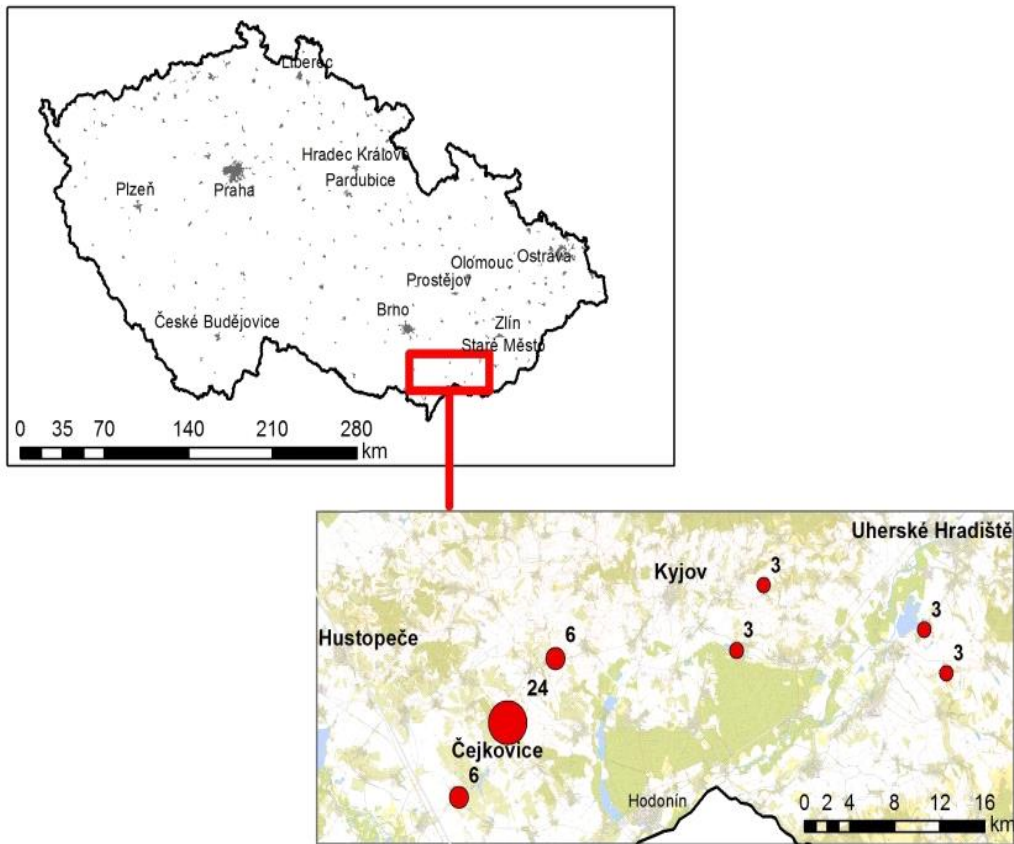 Liberec
Hradec Králové
Pardubice
Plzeň
Praha
Ostrava
Olomouc
Prostějov
Brno
Zlín
České Budějovice
Staré Město
0 35 70 140 210 280
km
Uherské Hradiště
Kyjov
3
3
3
Hustopeče
6
3
24
Čejkovice
6
Hodonín
0 2 4 8 12 16
km